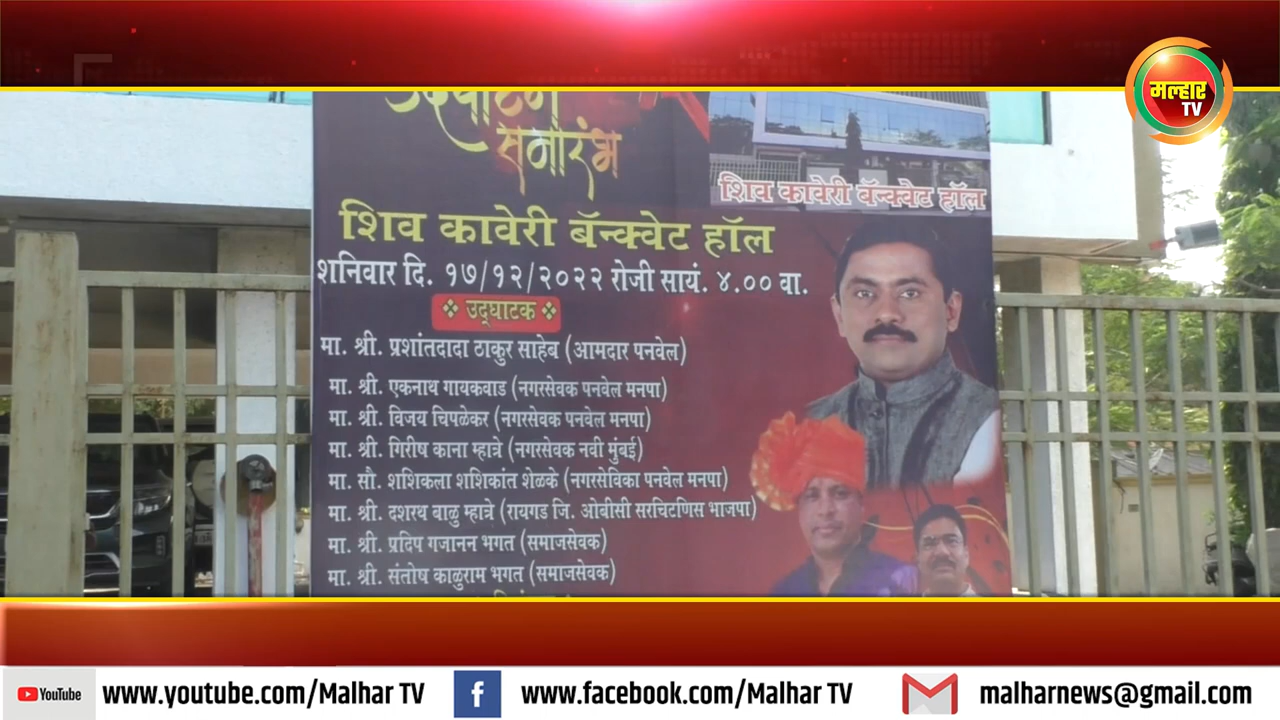 मल्हार
TV
उद्घाटन
समारंभ
शिव कावेरी बॅन्क्वेट हॉल
शिव कावेरी बॅन्क्वेट हॉल
शनिवार दि. १७/१२/२०२२ रोजी सायं. ४.०० वा.
❖ उद्‌घाटक ❖
मा. श्री. प्रशांतदादा ठाकुर साहेब (आमदार पनवेल)
मा. श्री. एकनाथ गायकवाड (नगरसेवक पनवेल मनपा)
मा. श्री. विजय चिपळेकर (नगरसेवक पनवेल मनपा)
मा. श्री. गिरीष काना म्हात्रे (नगरसेवक नवी मुंबई)
मा. सौ. शशिकला शशिकांत शेळके (नगरसेविका पनवेल मनपा)
मा. श्री. दशरथ बाळु म्हात्रे (रायगड जि. ओबीसी सरचिटणिस भाजपा)
मा. श्री. प्रदिप गजानन भगत (समाजसेवक)
मा. श्री. संतोष काळुराम भगत (समाजसेवक)
YouTube www.youtube.com/Malhar TV f www.facebook.com/Malhar TV malharnews@gmail.com